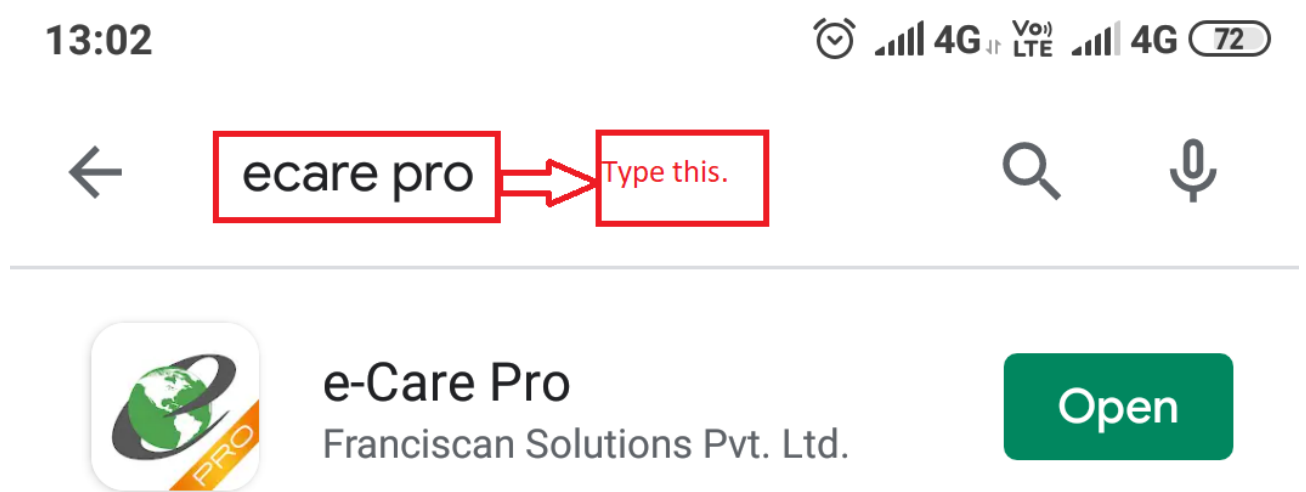 13:02 4G Vo)) LTE 4G 72
ecare pro Type this.
e-Care Pro
Franciscan Solutions Pvt. Ltd.
Open
PRO